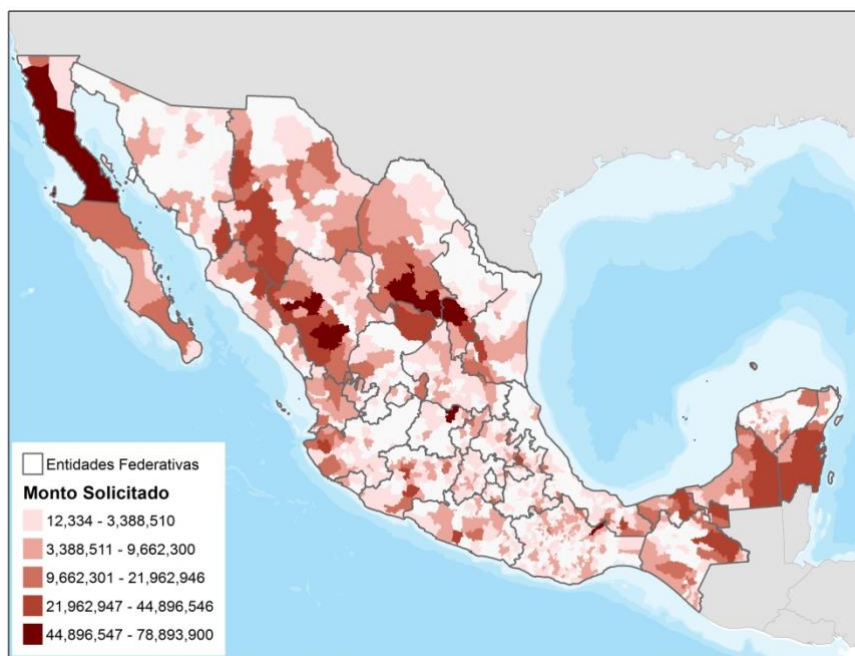 Entidades Federativas
Monto Solicitado
12,334 - 3,388,510
3,388,511 - 9,662,300
9,662,301 - 21,962,946
21,962,947 - 44,896,546
44,896,547 - 78,893,900